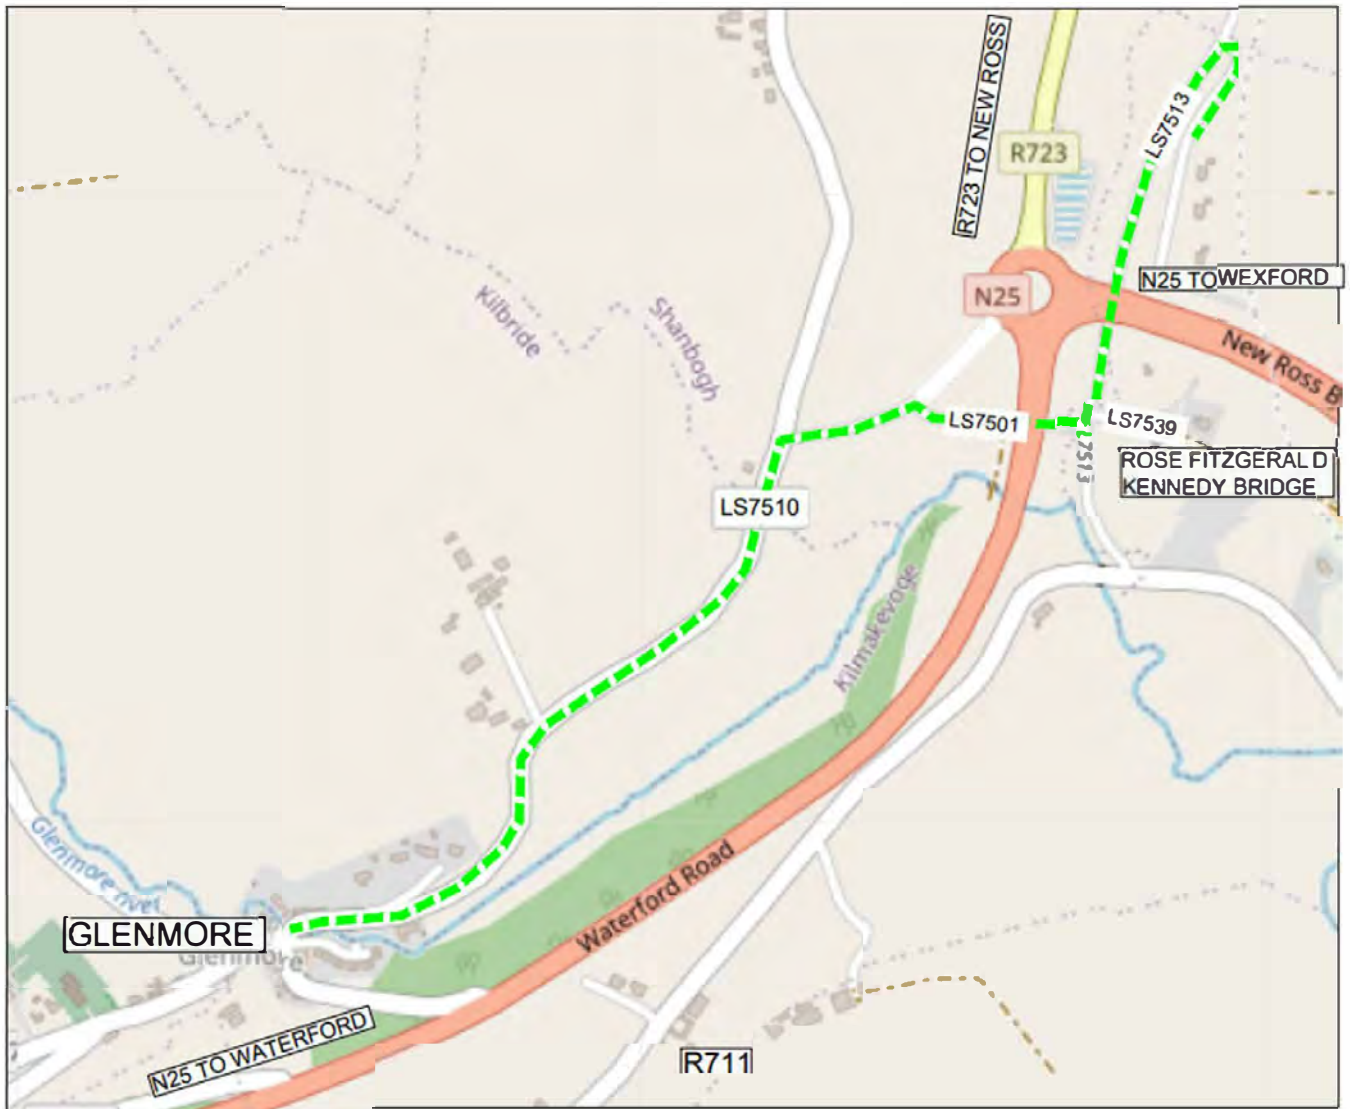 R723 TO NEW ROSS
R723
LS7513
N25 TO WEXFORD
N25
New Ross B
Kilbride
Shanbogh
LS7501
LS7539
L7513
ROSE FITZGERALD
KENNEDY BRIDGE
LS7510
Kilmakevoge
Waterford Road
Glenmore river
GLENMORE
Glenmore
N25 TO WATERFORD
R711